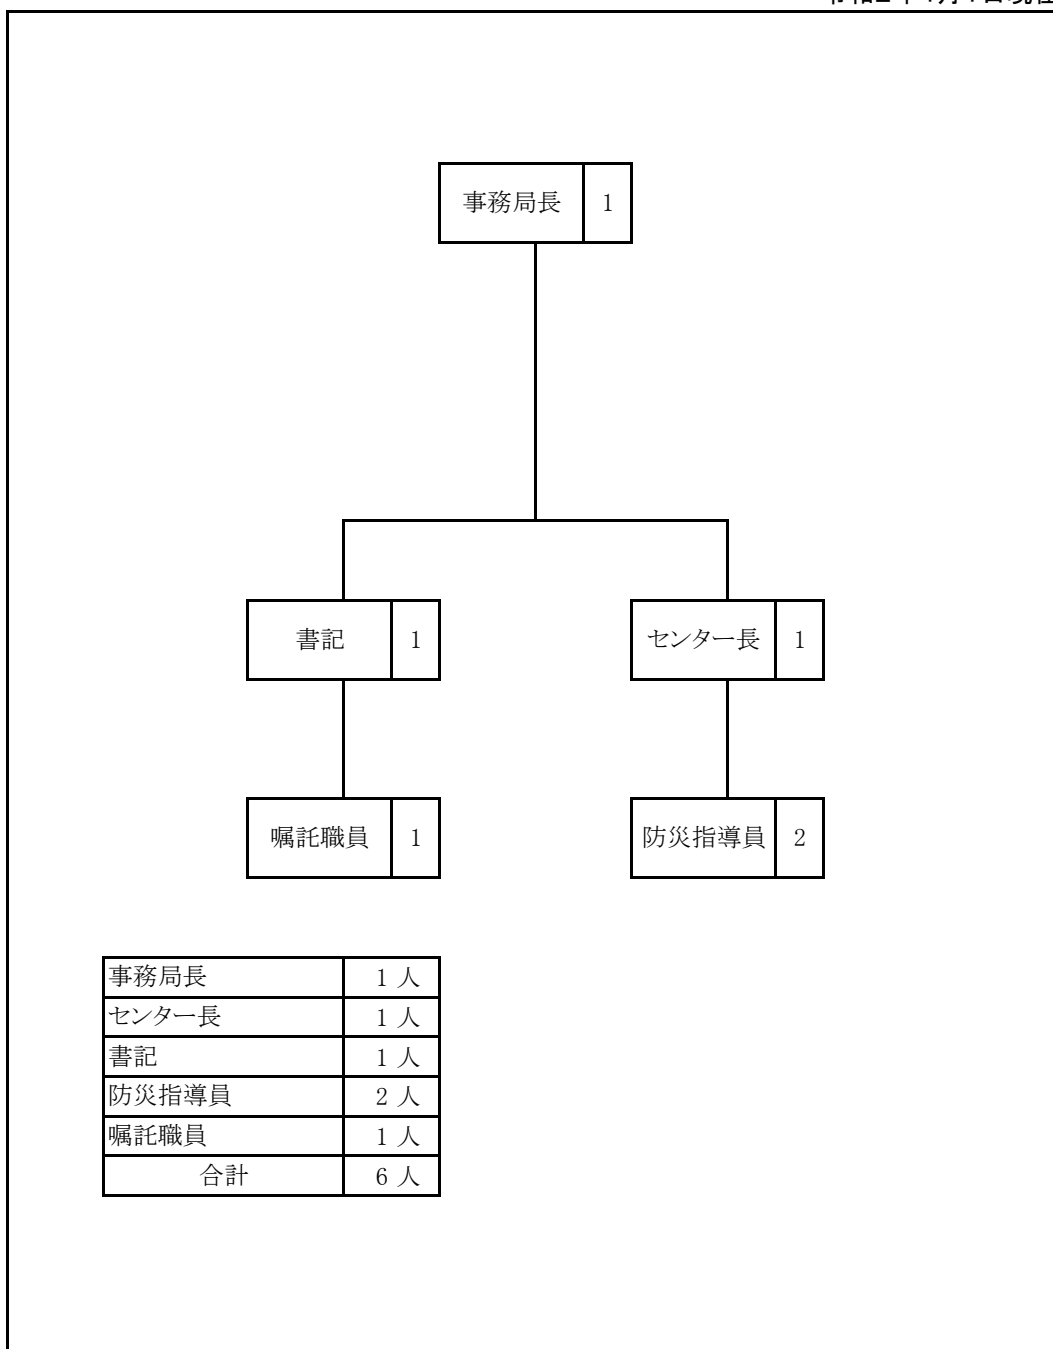 事務局長 1
書記 1 センター長 1
嘱託職員 1 防災指導員 2
事務局長 1 人
センター長 1 人
書記 1 人
防災指導員 2 人
嘱託職員 1 人
合計 6 人